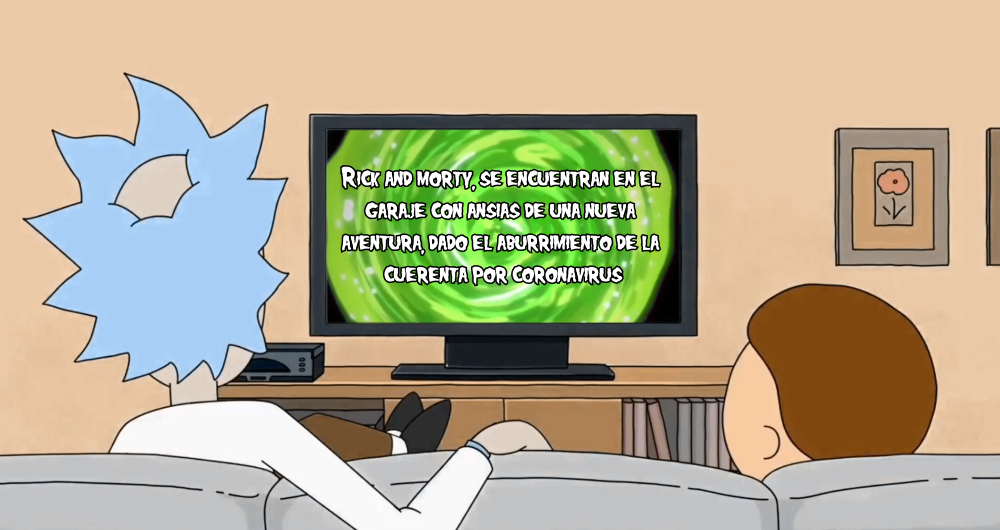 Rick and morty, se encuentran en el
garaje con ansias de una nueva
aventura, dado el aburrimiento de la
cuerenta por coronavirus